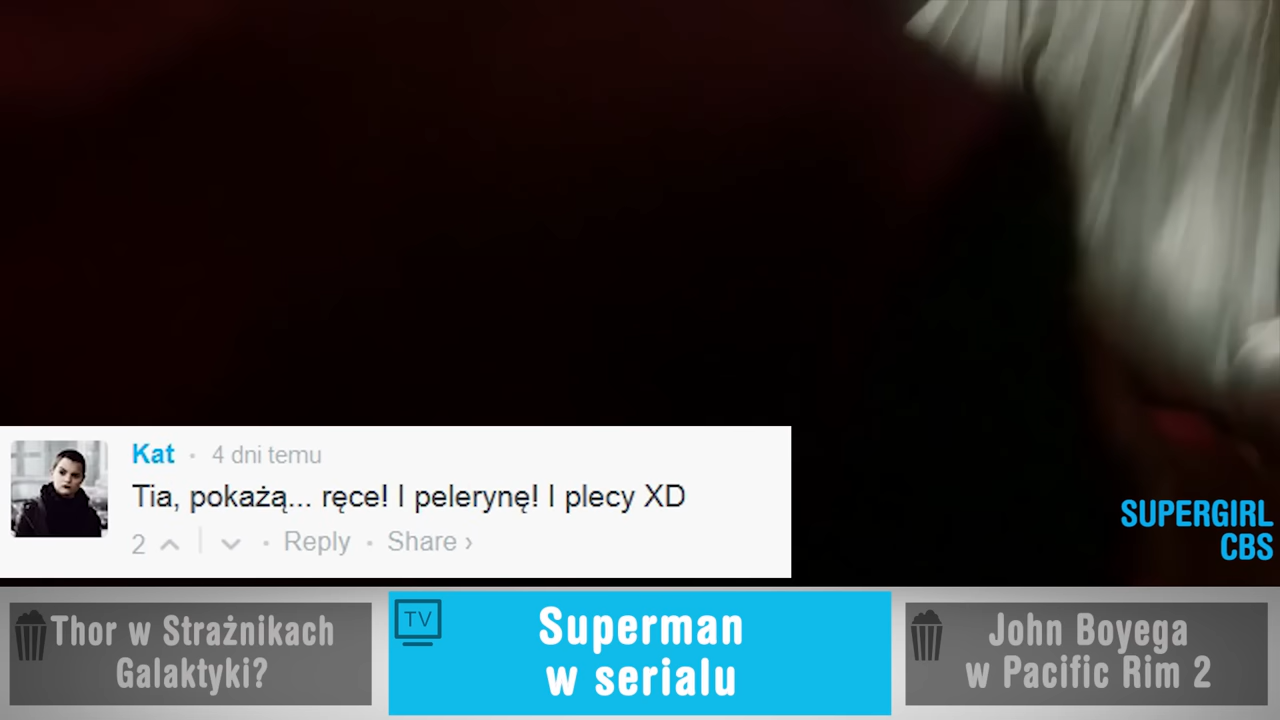 Kat • 4 dni temu
Tia, pokażą... ręce! I pelerynę! I plecy XD
2 • Reply • Share ›
SUPERGIRL
CBS
Thor w Strażnikach
Galaktyki?
TV
Superman
w serialu
John Boyega
w Pacific Rim 2